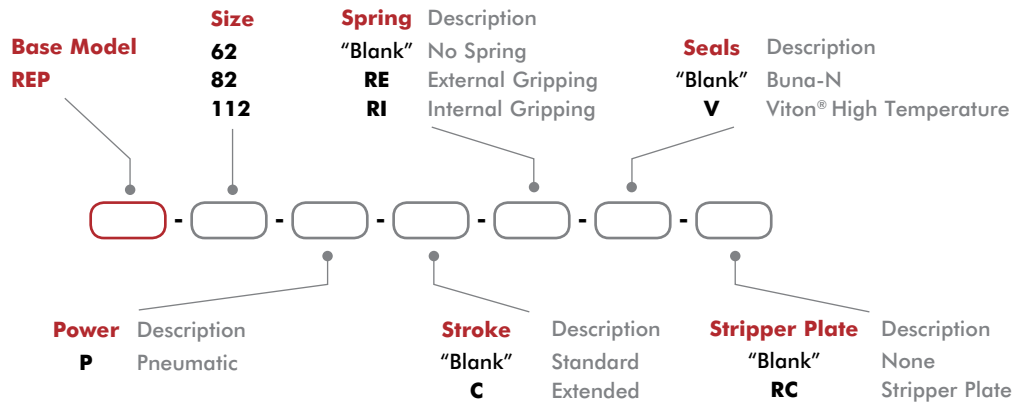 Base Model
REP
Size
62
82
112
Spring Description
“Blank” No Spring
RE External Gripping
RI Internal Gripping
Seals Description
“Blank” Buna-N
V Viton® High Temperature
- - - - - -
Power Description
P Pneumatic
Stroke Description
“Blank” Standard
C Extended
Stripper Plate Description
“Blank” None
RC Stripper Plate